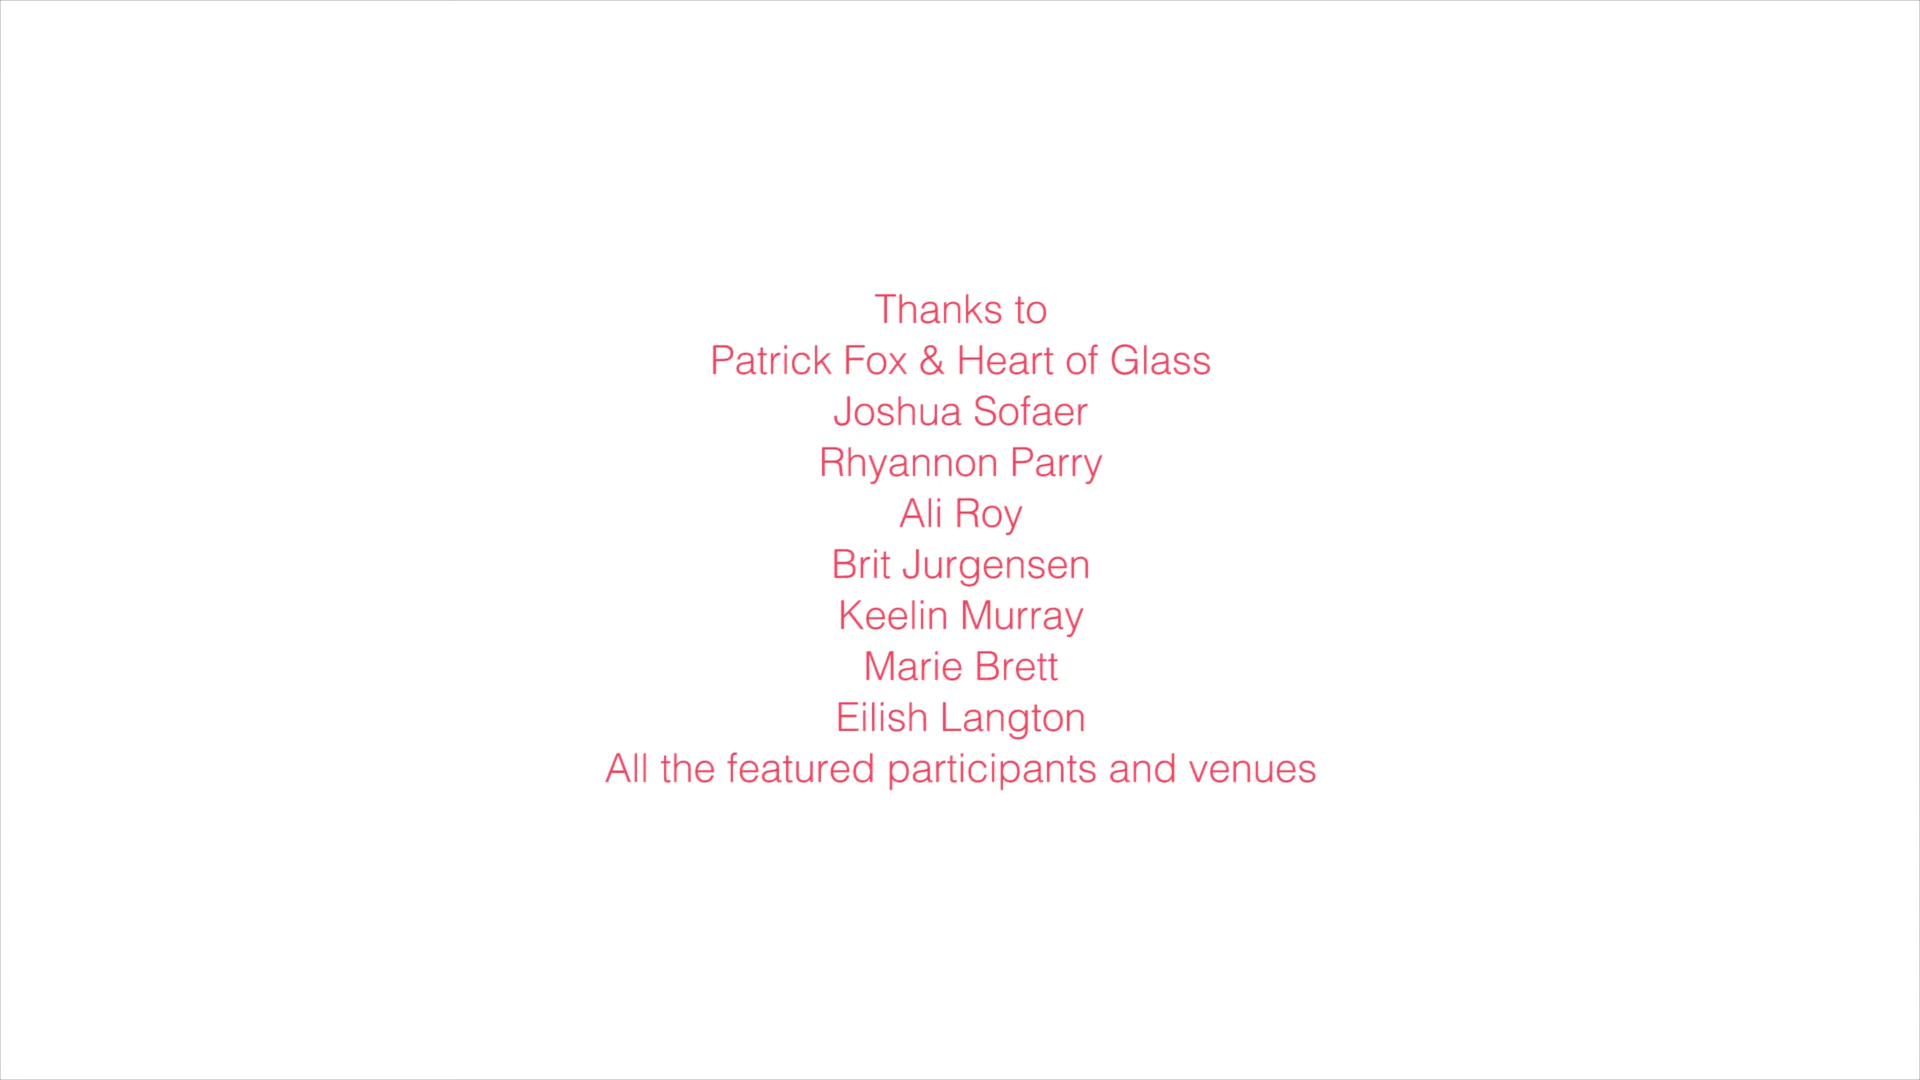 Thanks to
Patrick Fox & Heart of Glass
Joshua Sofaer
Rhyannon Parry
Ali Roy
Brit Jurgensen
Keelin Murray
Marie Brett
Eilish Langton
All the featured participants and venues